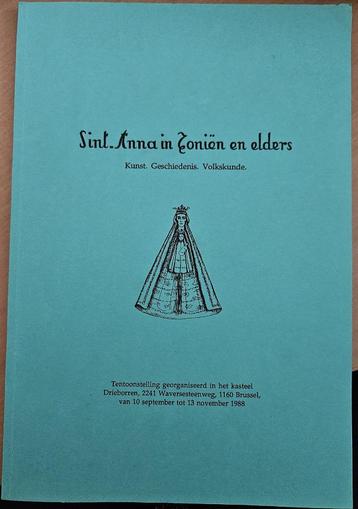 Sint-Anna in Zoniën en elders
Kunst. Geschiedenis. Volkskunde.
Tentoonstelling georganiseerd in het kasteel
Drieborren, 2241 Waversesteenweg, 1160 Brussel,
van 10 september tot 13 november 1988